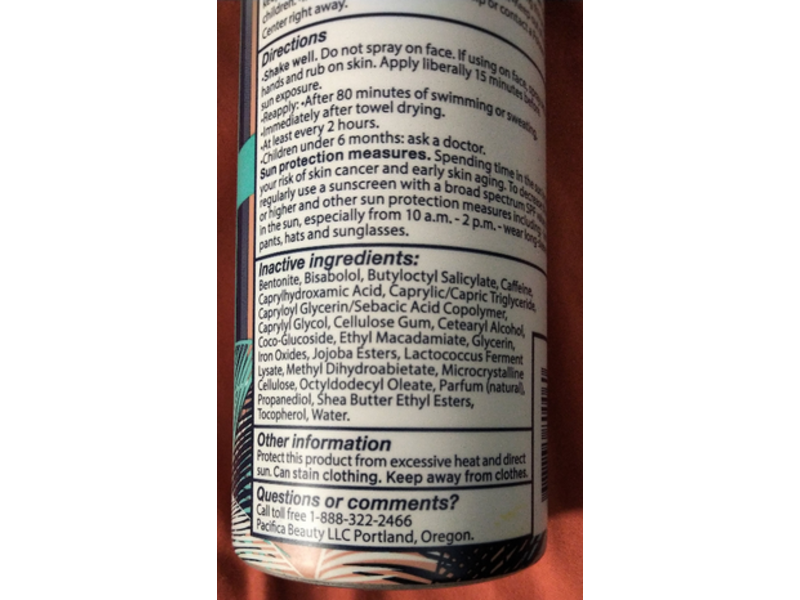 children.
Center right away.
or contact a
Directions
•Shake well. Do not spray on face. If using on face, spray
hands and rub on skin. Apply liberally 15 minutes before
sun exposure.
•Reapply: •After 80 minutes of swimming or sweating.
•Immediately after towel drying.
•At least every 2 hours.
•Children under 6 months: ask a doctor.
Sun protection measures. Spending time in the sun
your risk of skin cancer and early skin aging. To decrease
regularly use a sunscreen with a broad spectrum SPF
or higher and other sun protection measures including:
in the sun, especially from 10 a.m. - 2 p.m. - wear long
pants, hats and sunglasses.
Inactive ingredients:
Bentonite, Bisabolol, Butyloctyl Salicylate, Caffeine,
Caprylhydroxamic Acid, Caprylic/Capric Triglyceride,
Capryloyl Glycerin/Sebacic Acid Copolymer,
Caprylyl Glycol, Cellulose Gum, Cetearyl Alcohol,
Coco-Glucoside, Ethyl Macadamiate, Glycerin,
Iron Oxides, Jojoba Esters, Lactococcus Ferment
Lysate, Methyl Dihydroabietate, Microcrystalline
Cellulose, Octyldodecyl Oleate, Parfum (natural),
Propanediol, Shea Butter Ethyl Esters,
Tocopherol, Water.
Other information
Protect this product from excessive heat and direct
sun. Can stain clothing. Keep away from clothes.
Questions or comments?
Call toll free 1-888-322-2466
Pacifica Beauty LLC Portland, Oregon.